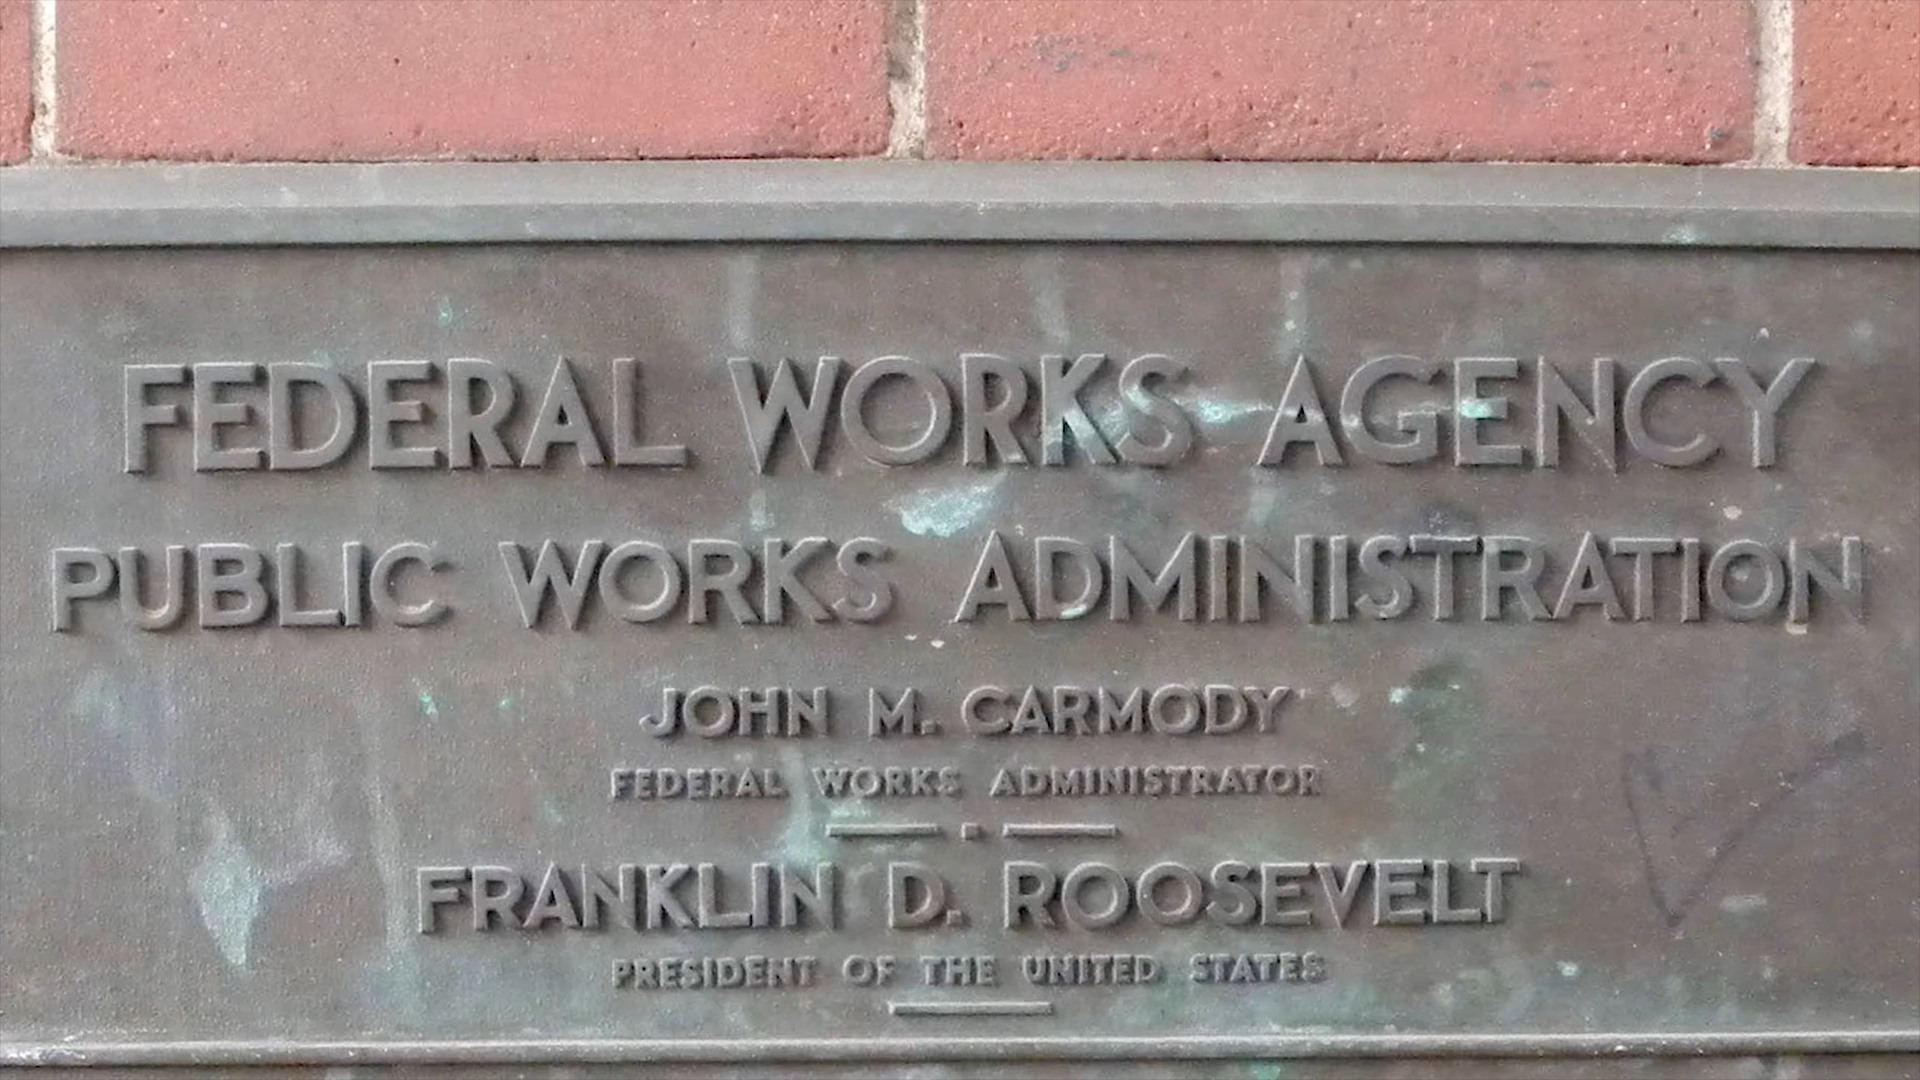 FEDERAL WORKS AGENCY
PUBLIC WORKS ADMINISTRATION
JOHN M. CARMODY
FEDERAL WORKS ADMINISTRATOR
FRANKLIN D. ROOSEVELT
PRESIDENT OF THE UNITED STATES